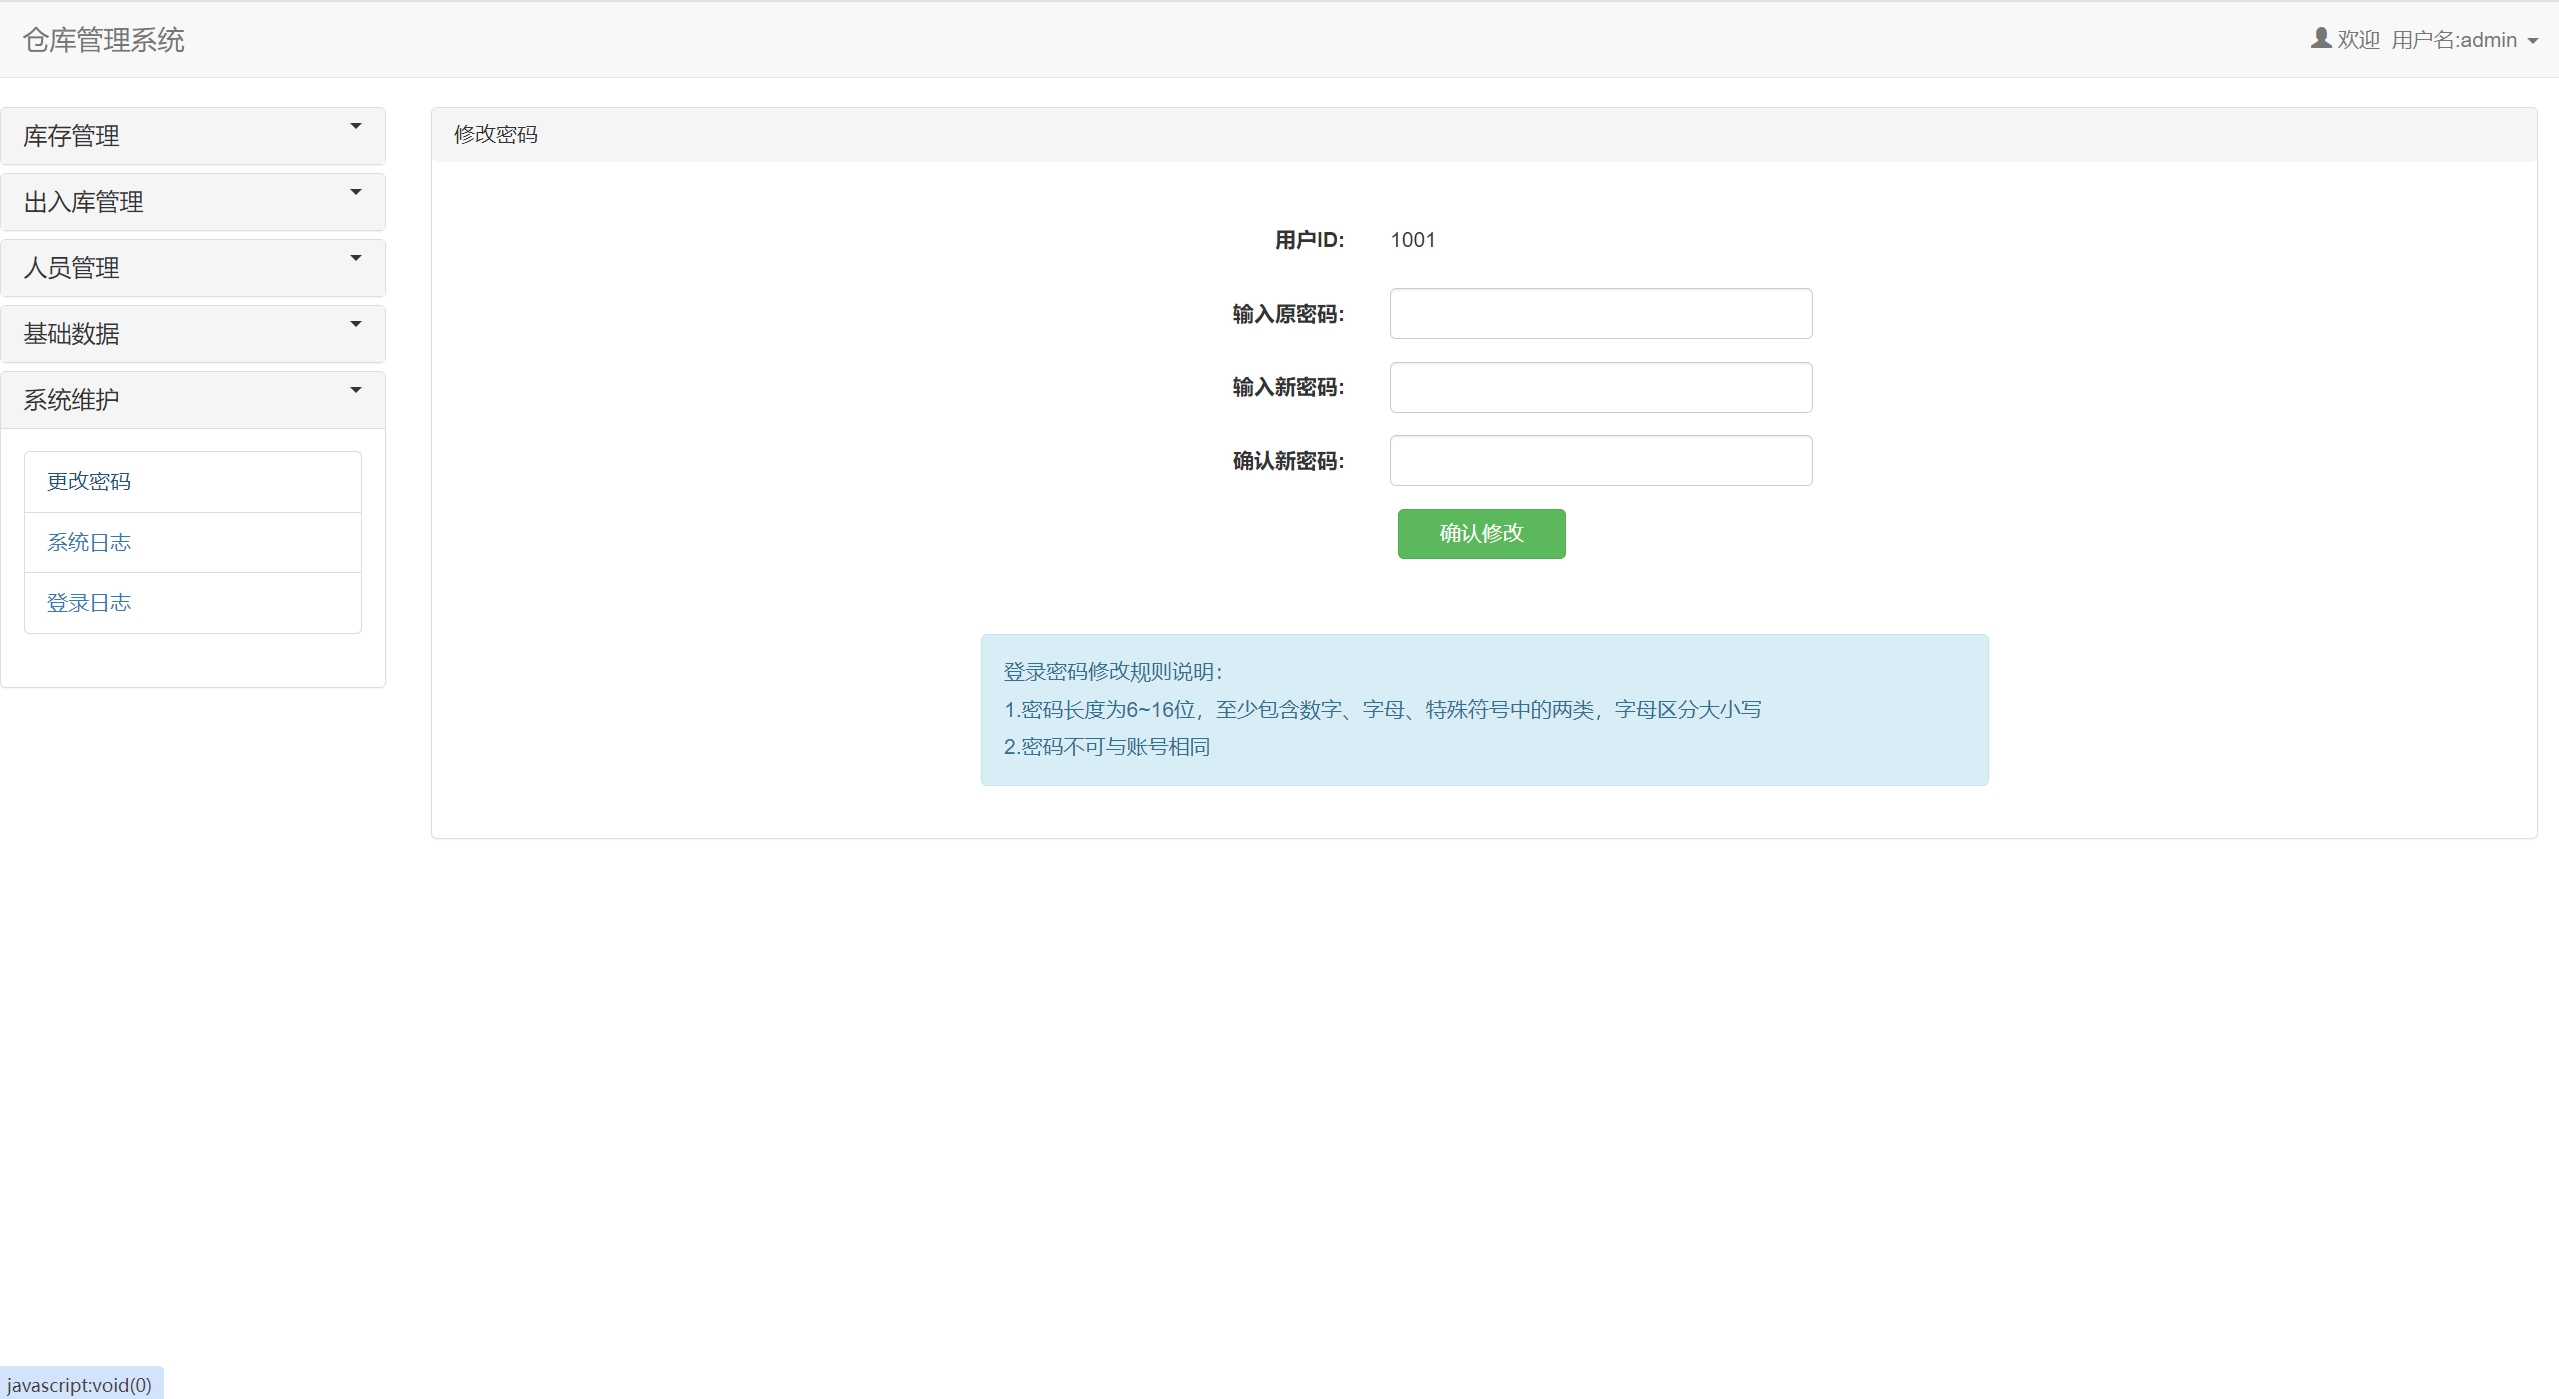 仓库管理系统
欢迎 用户名:admin
库存管理
出入库管理
人员管理
基础数据
系统维护
更改密码
系统日志
登录日志
修改密码
用户ID: 1001
输入原密码:
输入新密码:
确认新密码:
确认修改
登录密码修改规则说明：
1.密码长度为6~16位，至少包含数字、字母、特殊符号中的两类，字母区分大小写
2.密码不可与账号相同
javascript:void(0)